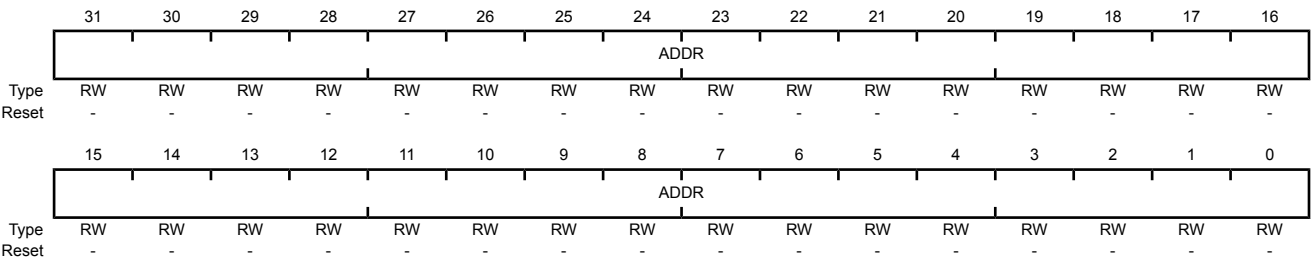 31 30 29 28 27 26 25 24 23 22 21 20 19 18 17 16
ADDR
Type RW RW RW RW RW RW RW RW RW RW RW RW RW RW RW RW
Reset - - - - - - - - - - - - - - - -
15 14 13 12 11 10 9 8 7 6 5 4 3 2 1 0
ADDR
Type RW RW RW RW RW RW RW RW RW RW RW RW RW RW RW RW
Reset - - - - - - - - - - - - - - - -